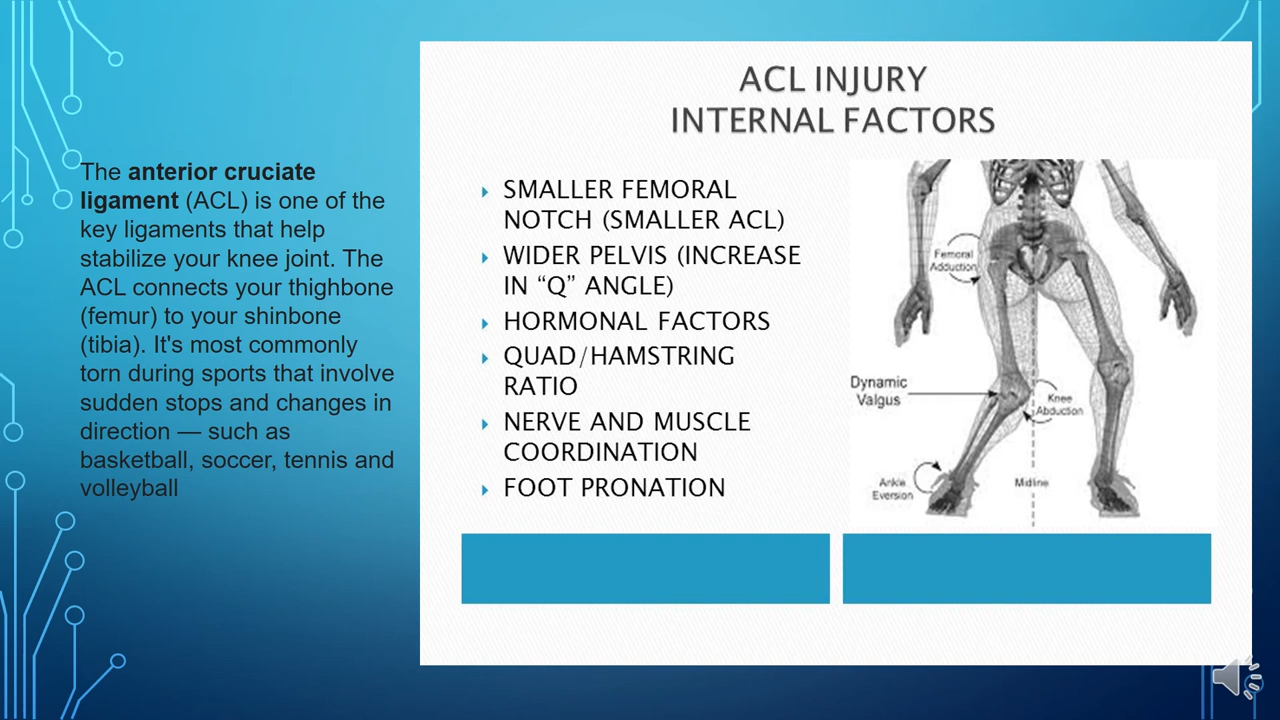 The anterior cruciate
ligament (ACL) is one of the
key ligaments that help
stabilize your knee joint. The
ACL connects your thighbone
(femur) to your shinbone
(tibia). It's most commonly
torn during sports that involve
sudden stops and changes in
direction — such as
basketball, soccer, tennis and
volleyball
ACL INJURY
INTERNAL FACTORS
SMALLER FEMORAL
NOTCH (SMALLER ACL)
WIDER PELVIS (INCREASE
IN “Q” ANGLE)
HORMONAL FACTORS
QUAD/HAMSTRING
RATIO
NERVE AND MUSCLE
COORDINATION
FOOT PRONATION
Femoral
Adduction
Dynamic
Valgus
Knee
Abduction
Ankle
Eversion
Midline